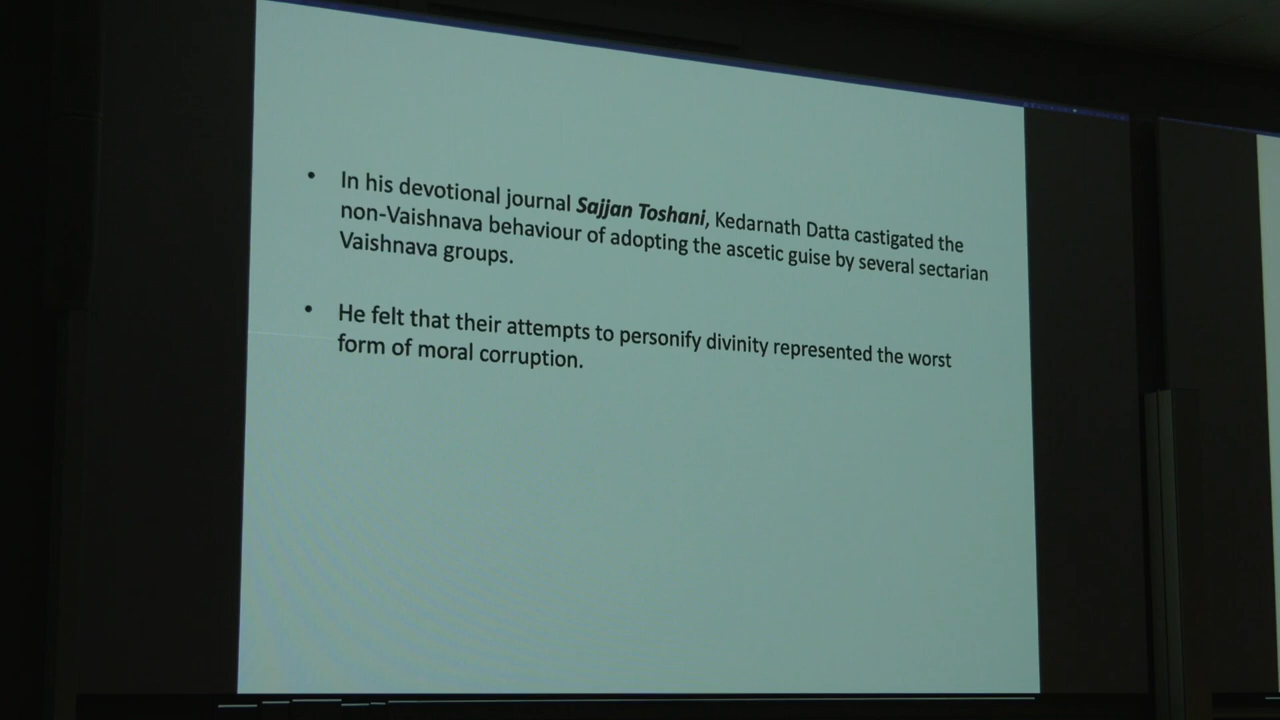 • In his devotional journal Sajjan Toshani, Kedarnath Datta castigated the
non-Vaishnava behaviour of adopting the ascetic guise by several sectarian
Vaishnava groups.
• He felt that their attempts to personify divinity represented the worst
form of moral corruption.